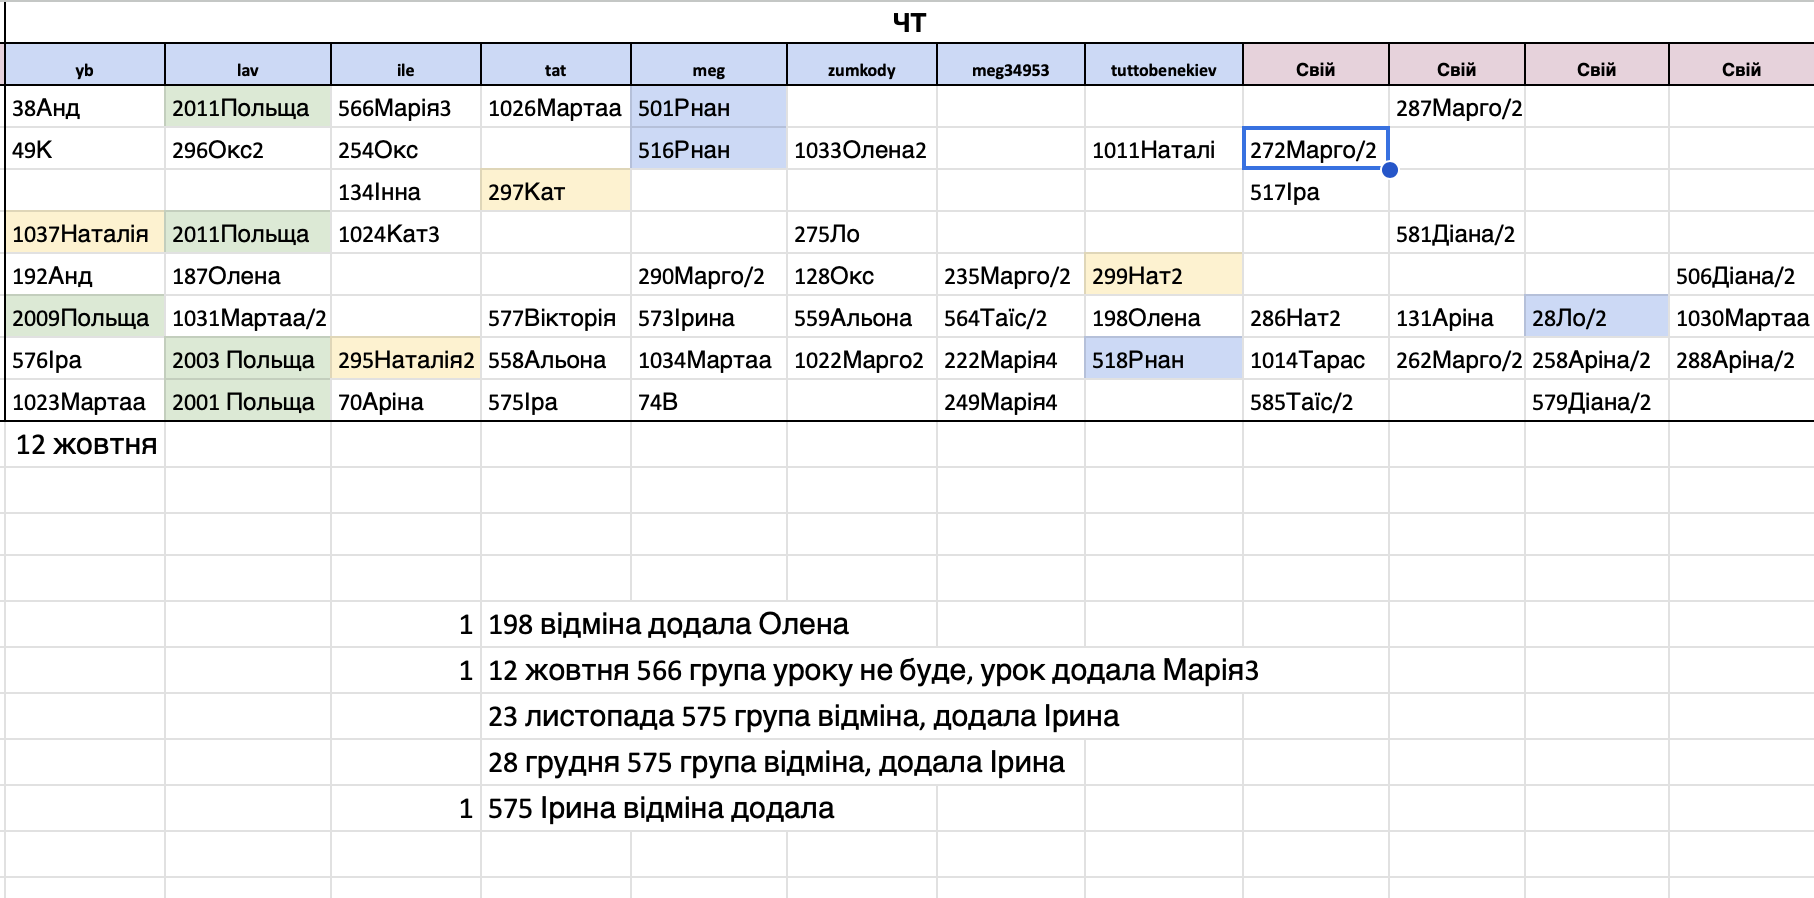 ЧТ
yb lav ile tat meg zumkody meg34953 tuttobenekiev Свій Свій Свій Свій
38Анд 2011Польща 566Марія3 1026Мартаа 501Рнан 287Марго/2
49К 296Окс2 254Окс 516Рнан 1033Олена2 1011Наталі 272Марго/2
134Інна 297Кат 517Іра
1037Наталія 2011Польща 1024Кат3 275Ло 581Діана/2
192Анд 187Олена 290Марго/2 128Окс 235Марго/2 299Нат2 506Діана/2
2009Польща 1031Мартаа/2 577Вікторія 573Ірина 559Альона 564Таїс/2 198Олена 286Нат2 131Аріна 28Ло/2 1030Мартаа
576Іра 2003 Польща 295Наталія2 558Альона 1034Мартаа 1022Марго2 222Марія4 518Рнан 1014Тарас 262Марго/2 258Аріна/2 288Аріна/2
1023Мартаа 2001 Польща 70Аріна 575Іра 74В 249Марія4 585Таїс/2 579Діана/2
12 жовтня
1 198 відміна додала Олена
1 12 жовтня 566 група уроку не буде, урок додала Марія3
23 листопада 575 група відміна, додала Ірина
28 грудня 575 група відміна, додала Ірина
1 575 Ірина відміна додала